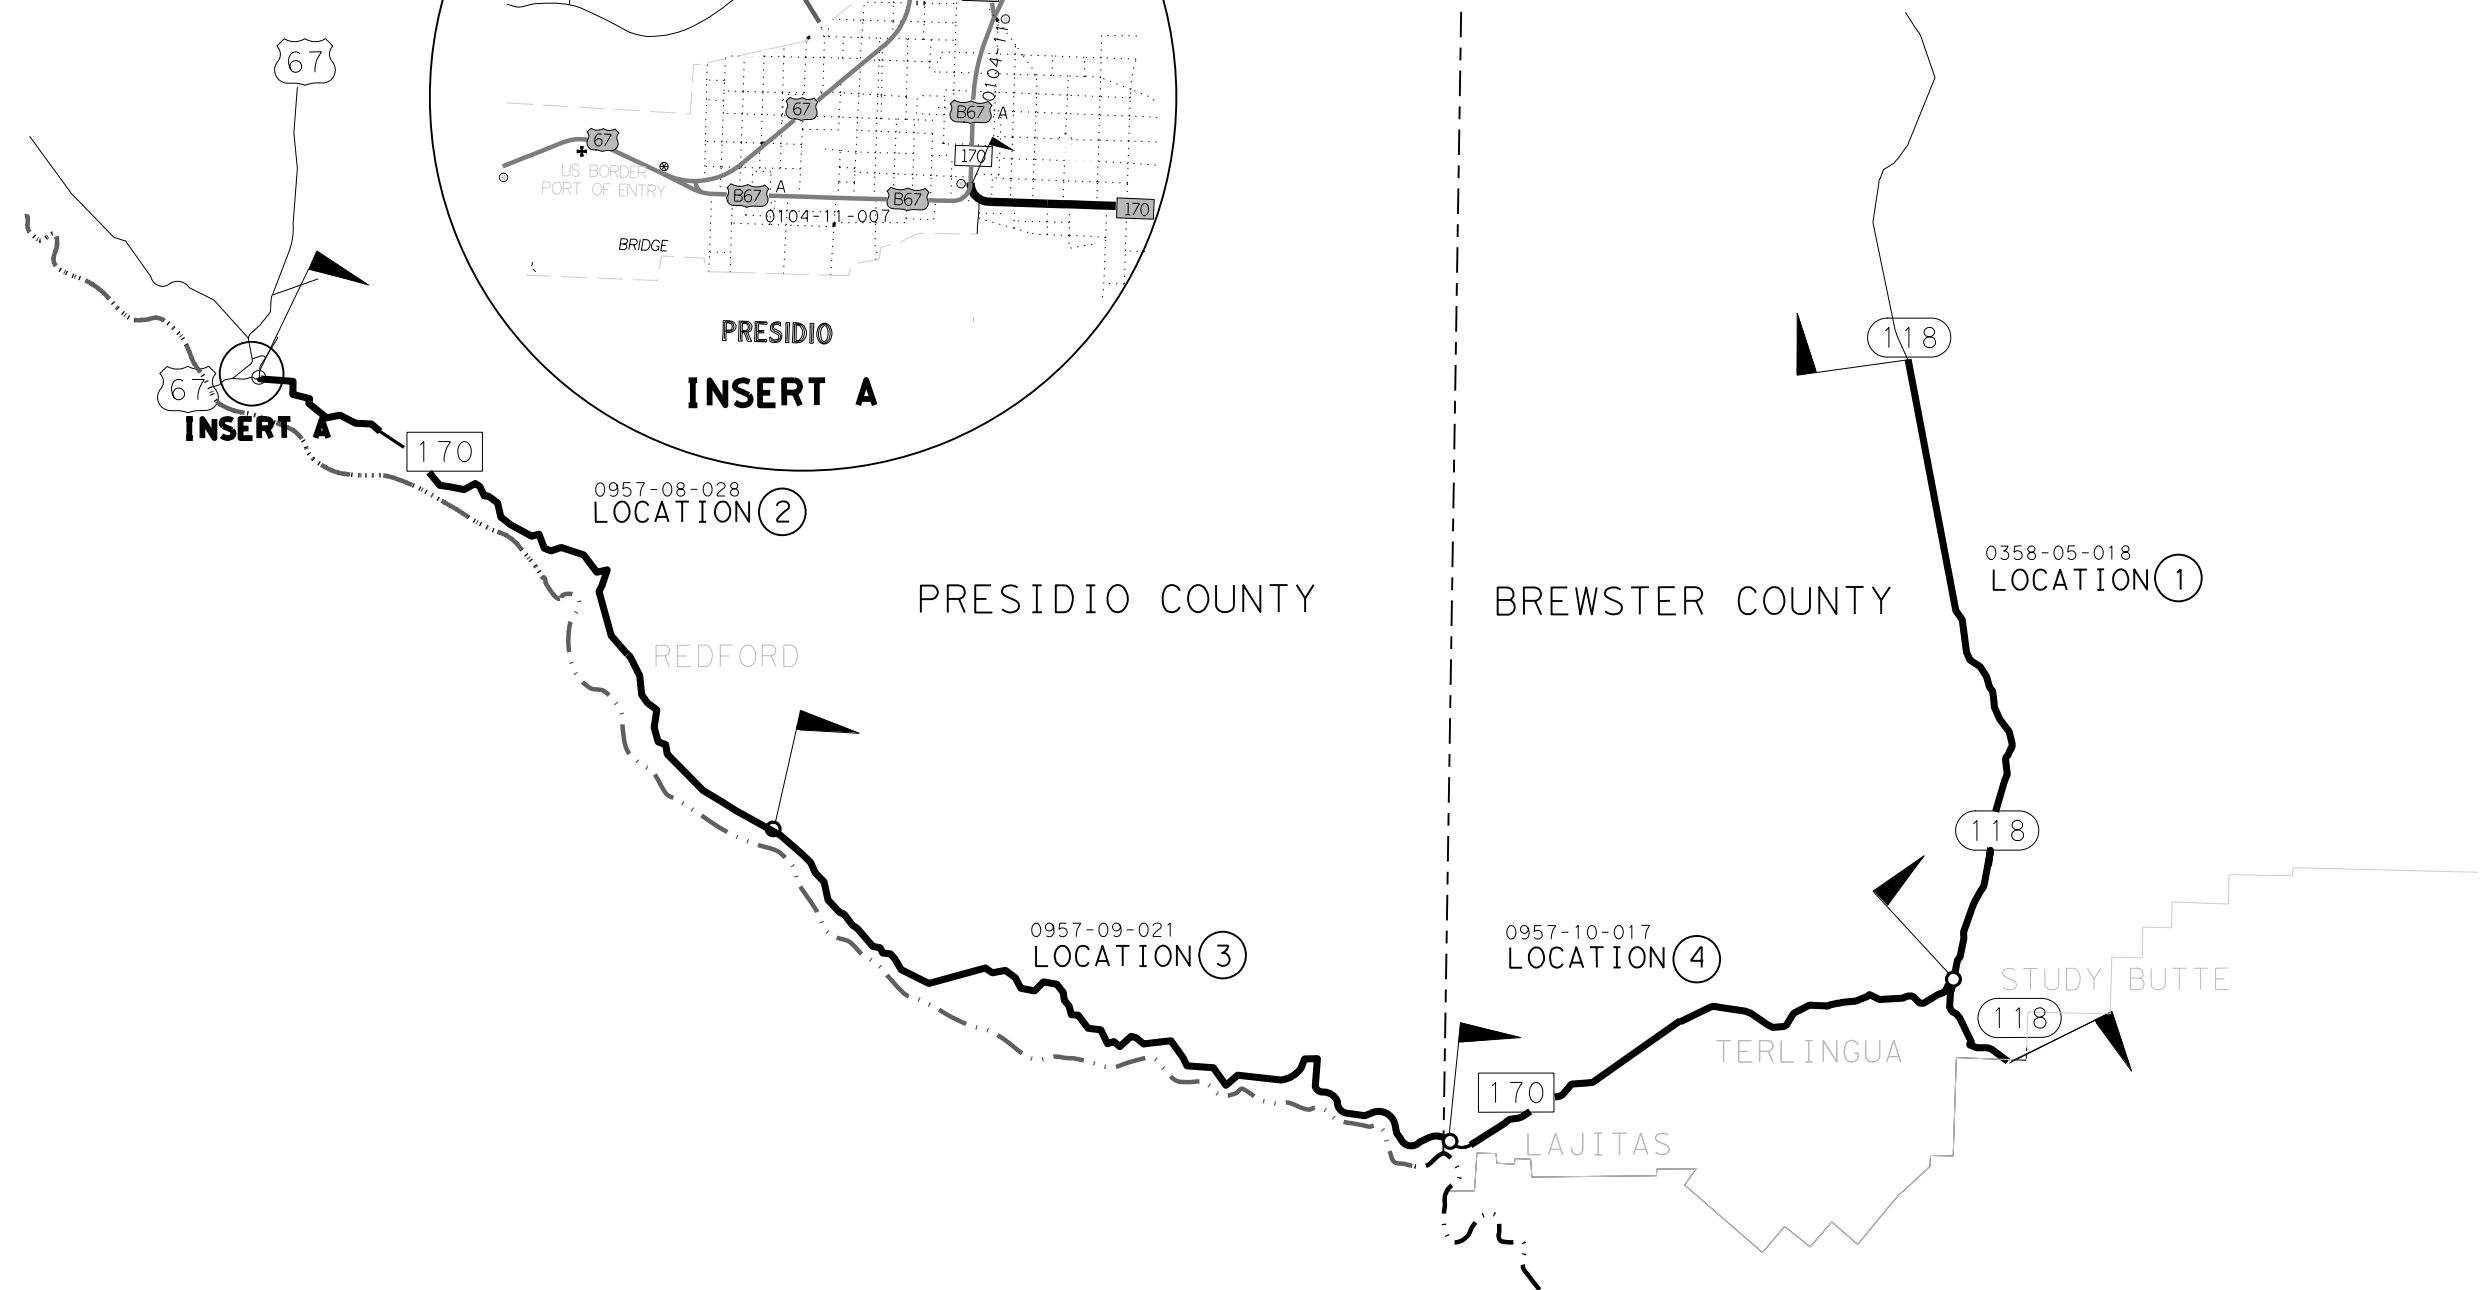 67
0104-11
67
B67
A
67
170
US BORDER
PORT OF ENTRY
B67
A
B67
170
0104-11-007
BRIDGE
PRESIDIO
INSERT A
118
67
INSERT A
170
0957-08-028
LOCATION 2
0358-05-018
LOCATION 1
PRESIDIO COUNTY
BREWSTER COUNTY
REDFORD
118
0957-09-021
LOCATION 3
0957-10-017
LOCATION 4
STUDY BUTTE
118
TERLINGUA
170
LAJITAS